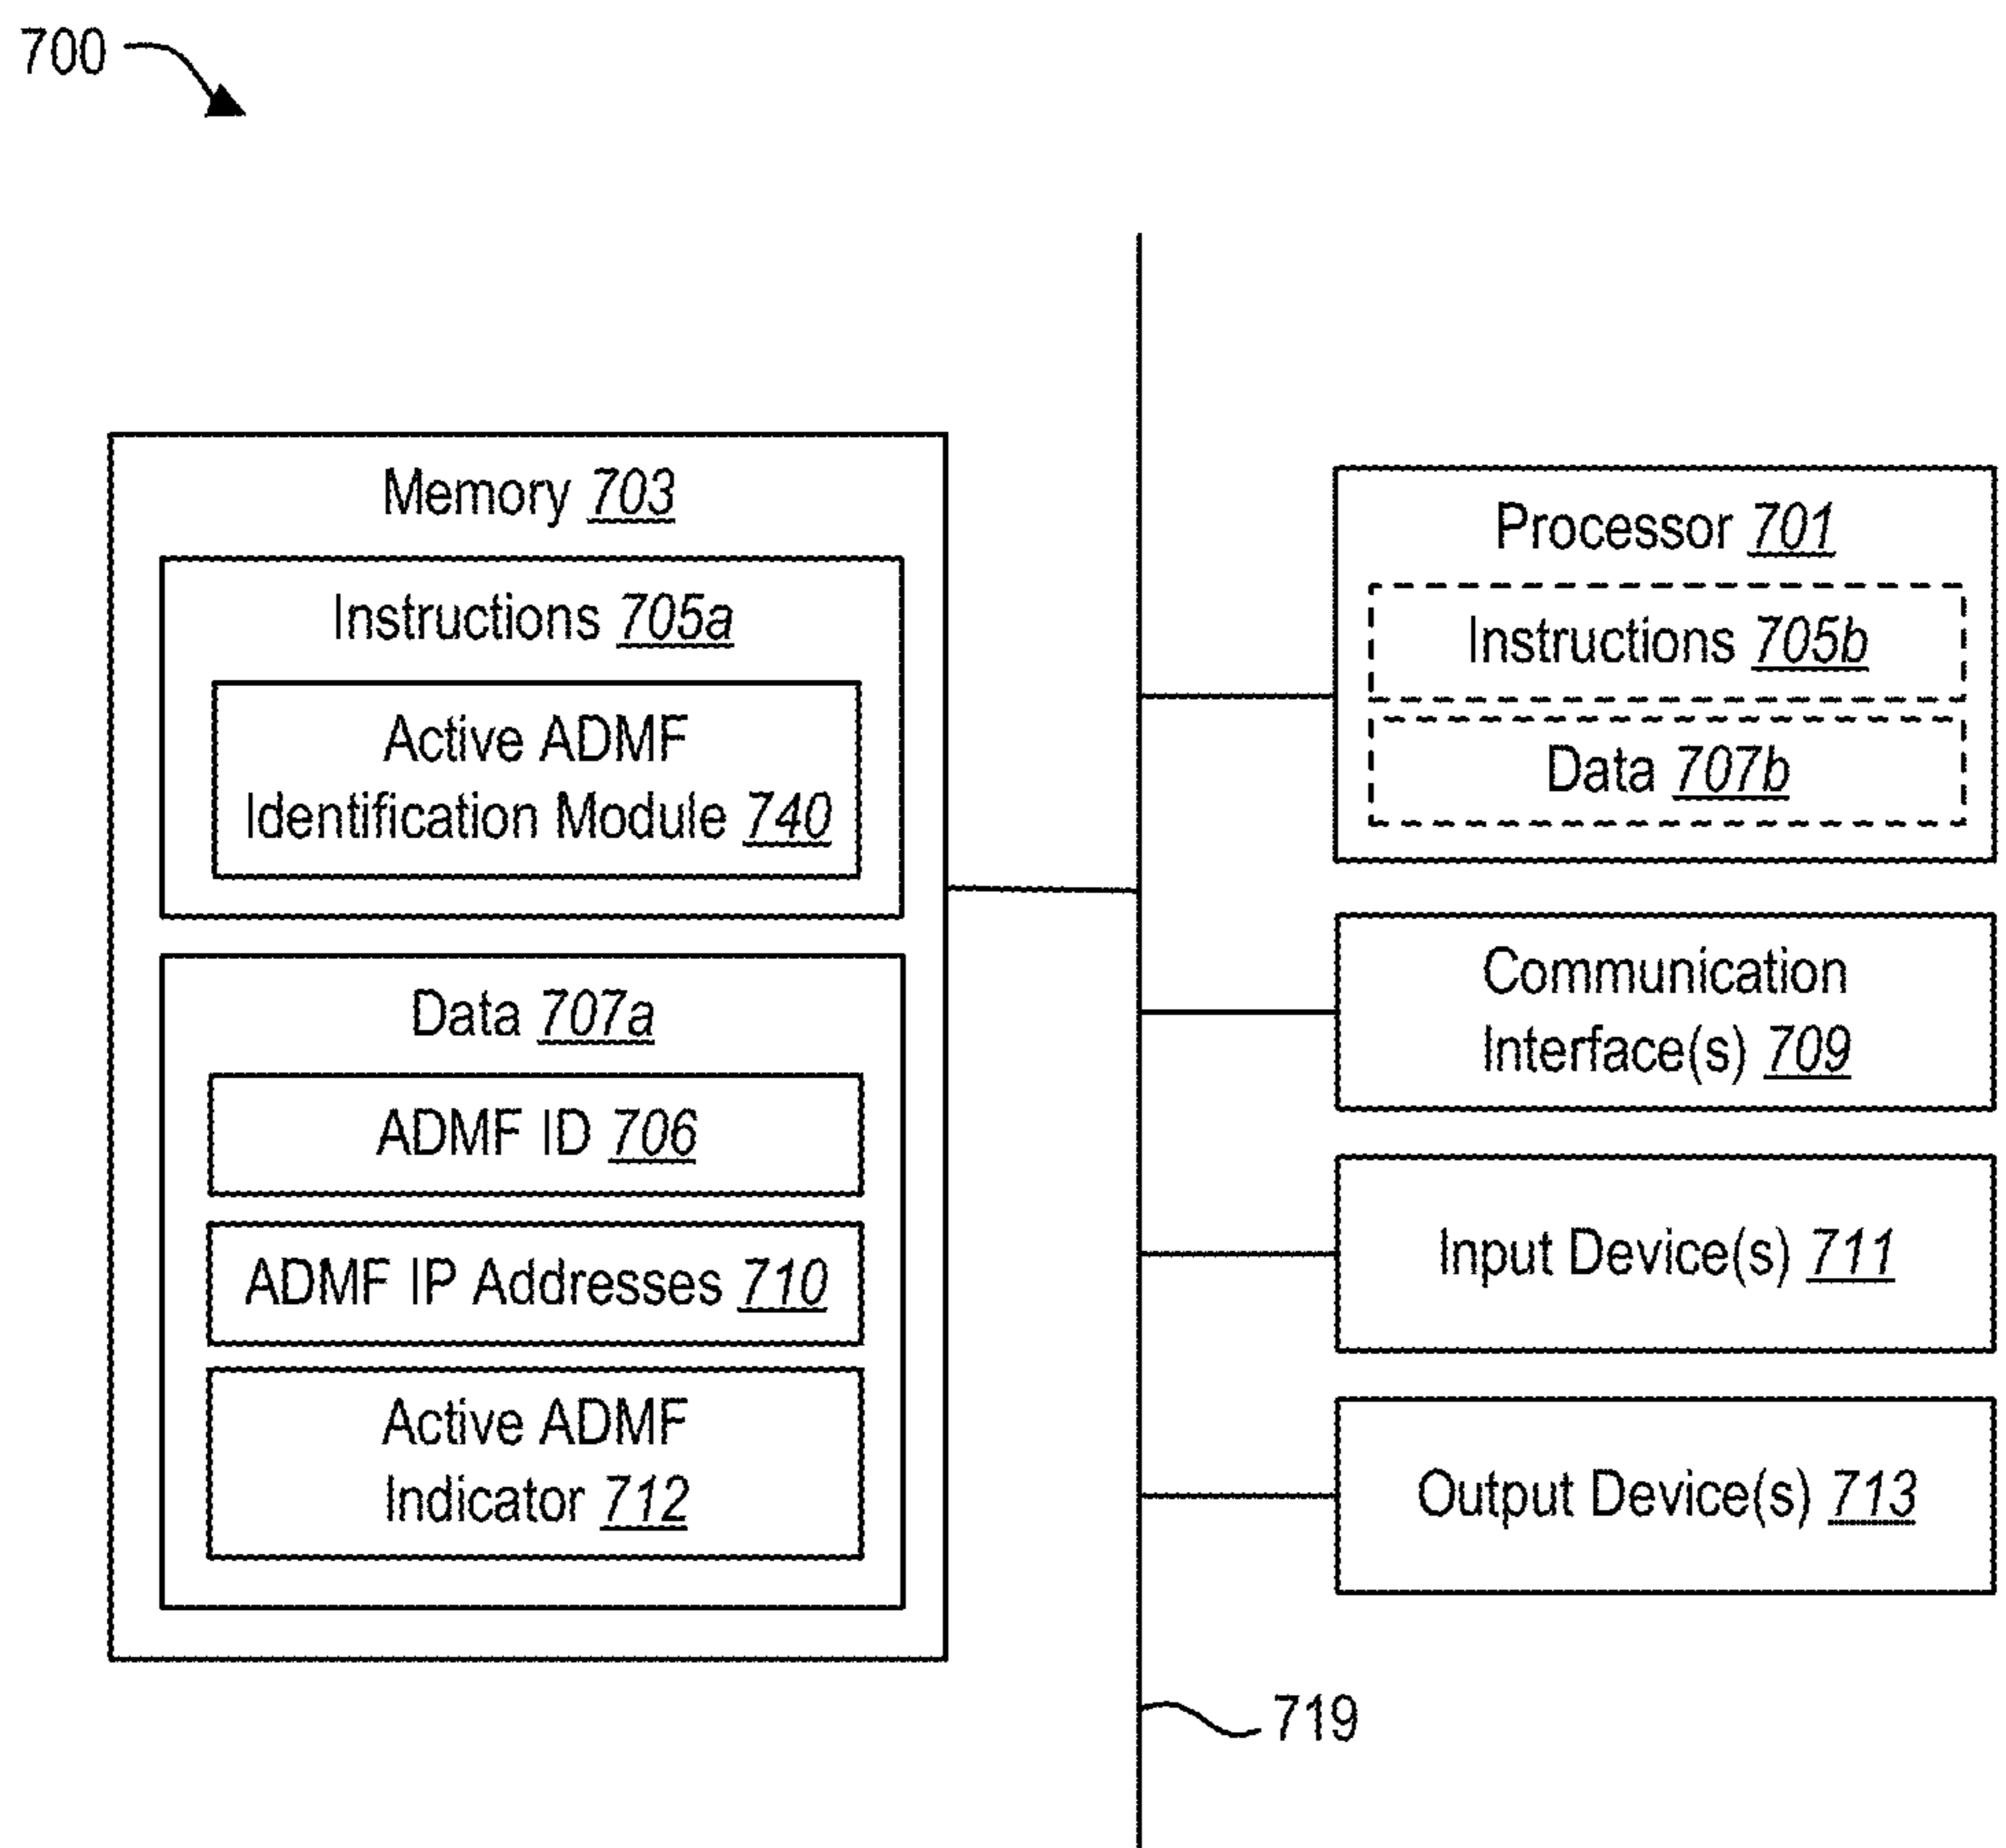 700
Memory 703
Instructions 705a
Active ADMF
Identification Module 740
Data 707a
ADMF ID 706
ADMF IP Addresses 710
Active ADMF
Indicator 712
Processor 701
Instructions 705b
Data 707b
Communication
Interface(s) 709
Input Device(s) 711
Output Device(s) 713
719